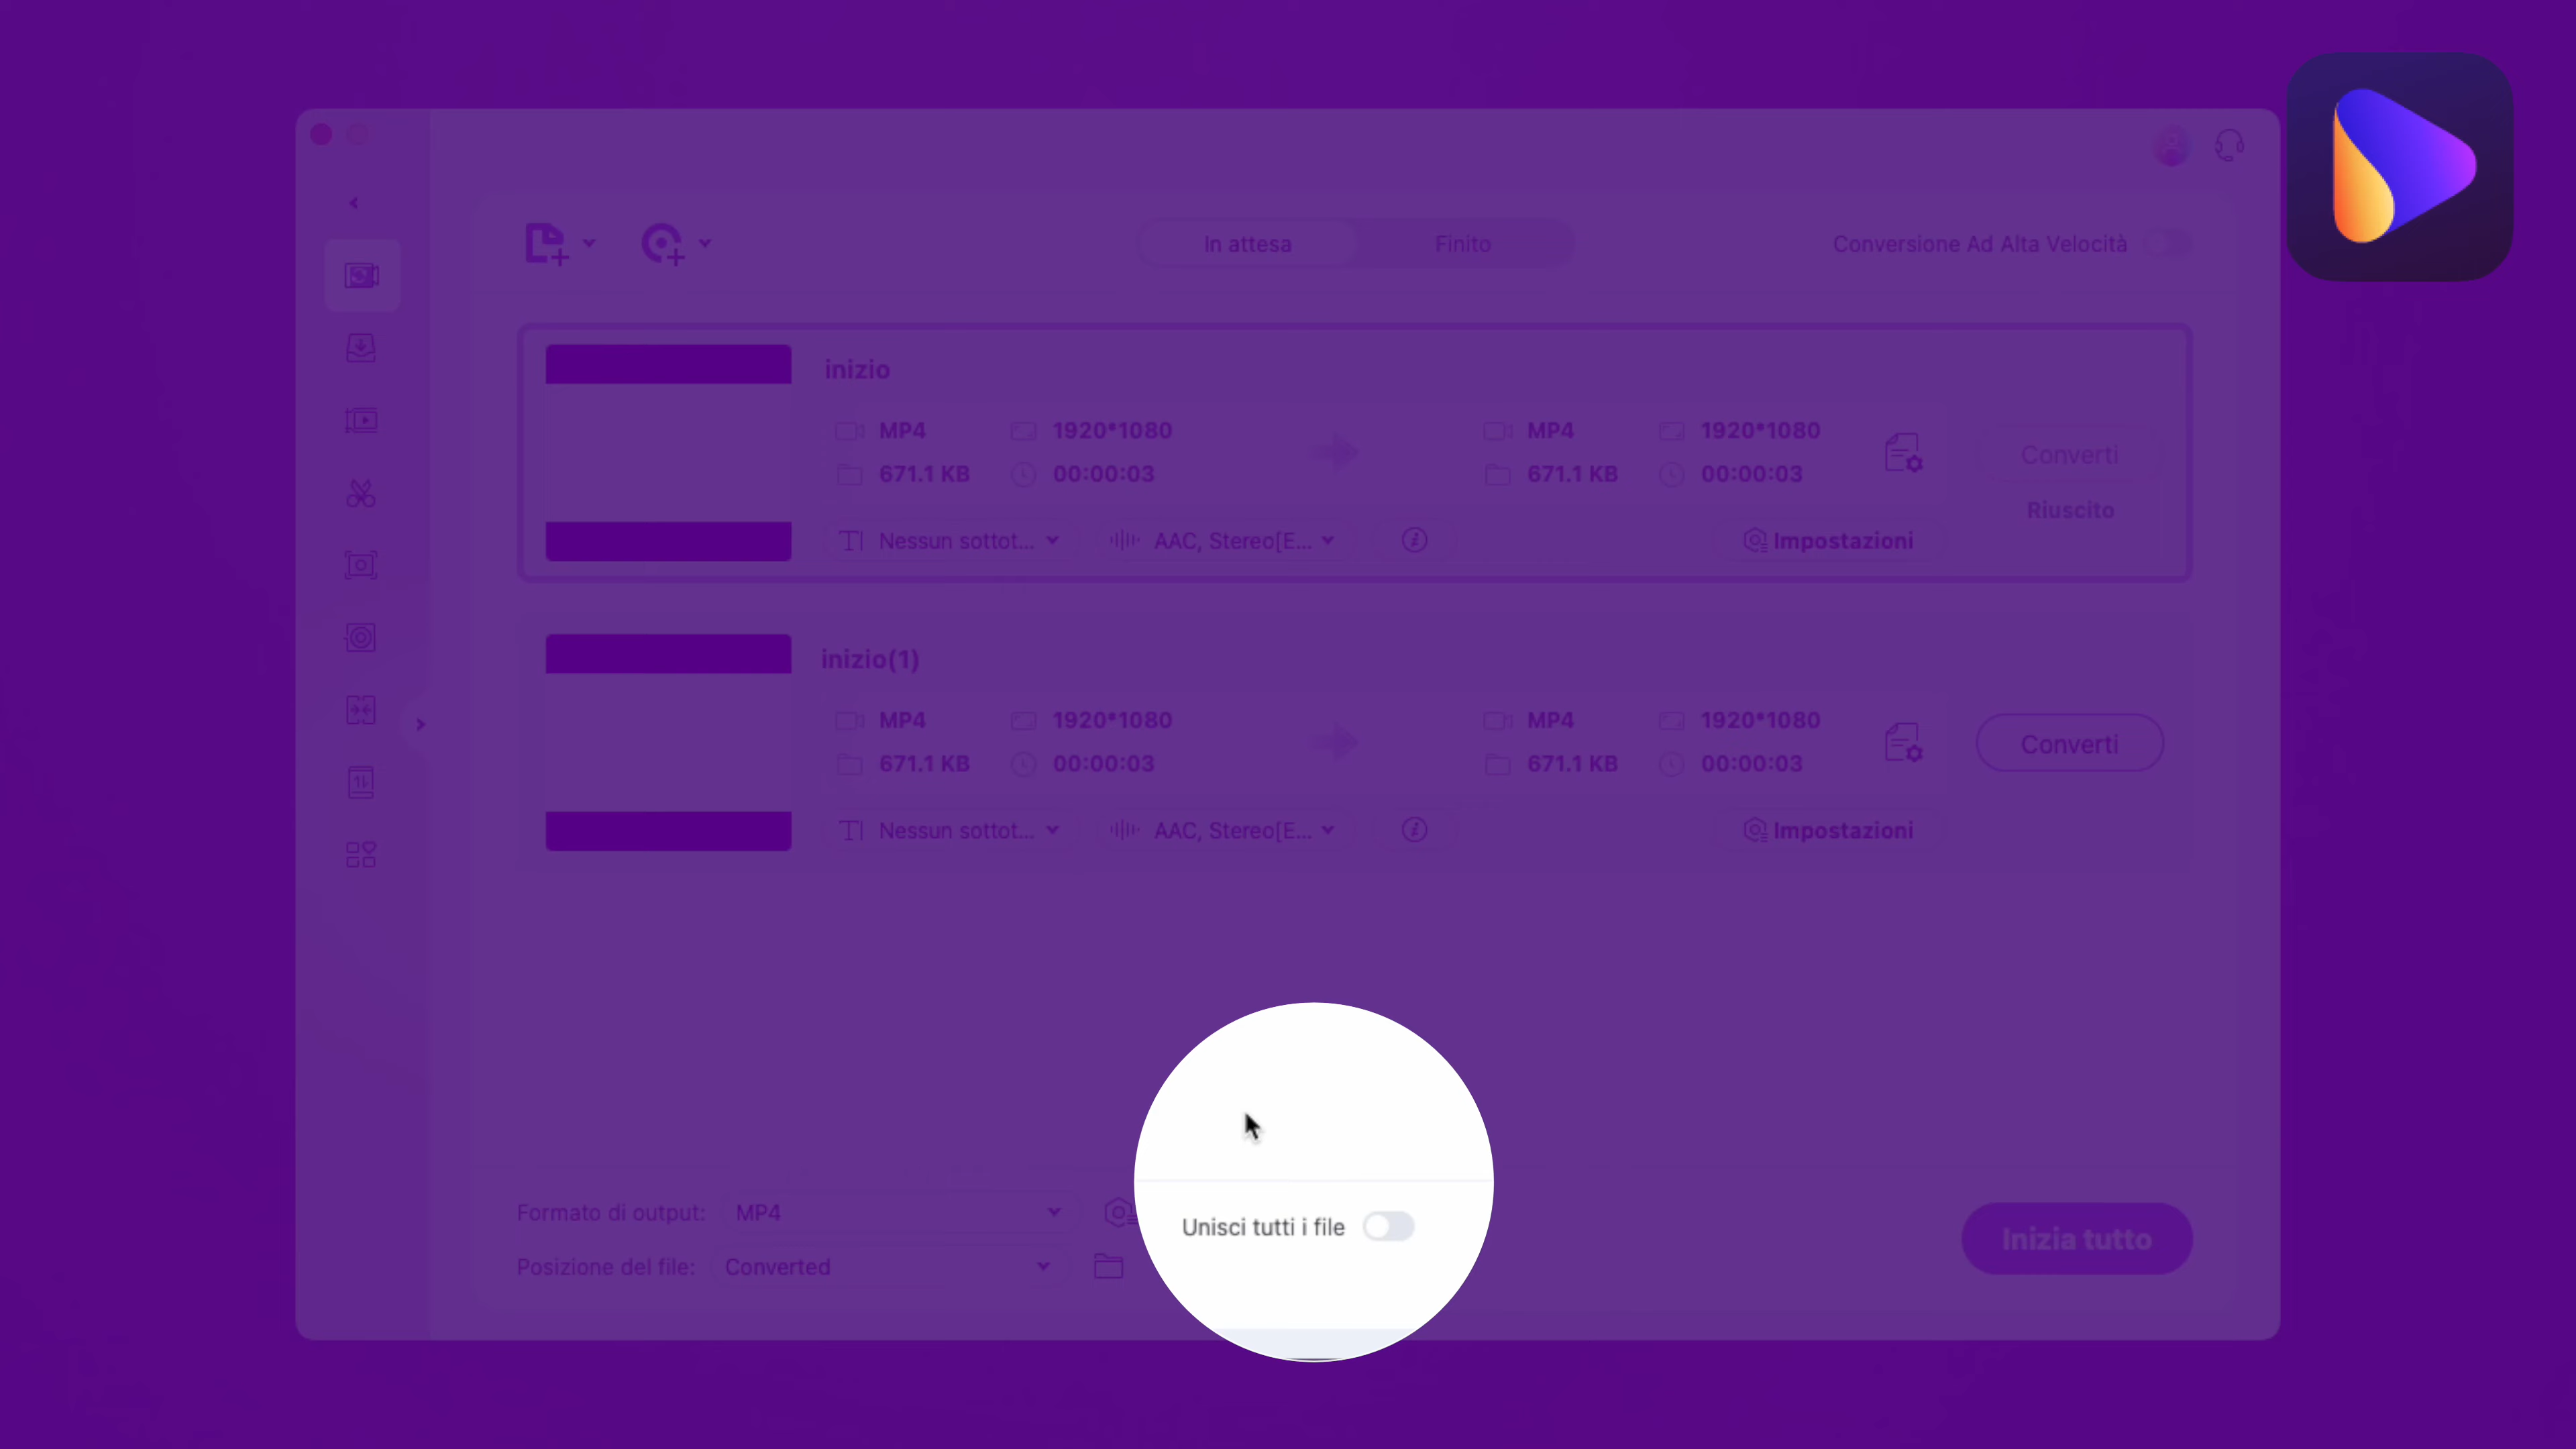 In attesa
Finito
Conversione Ad Alta Velocità
inizio
MP4
1920*1080
MP4
1920*1080
671.1 KB
00:00:03
671.1 KB
00:00:03
Converti
Riuscito
Nessun sottot...
AAC, Stereo[E...
Impostazioni
inizio(1)
MP4
1920*1080
MP4
1920*1080
671.1 KB
00:00:03
671.1 KB
00:00:03
Converti
Nessun sottot...
AAC, Stereo[E...
Impostazioni
Formato di output:
MP4
Unisci tutti i file
Inizia tutto
Posizione del file:
Converted